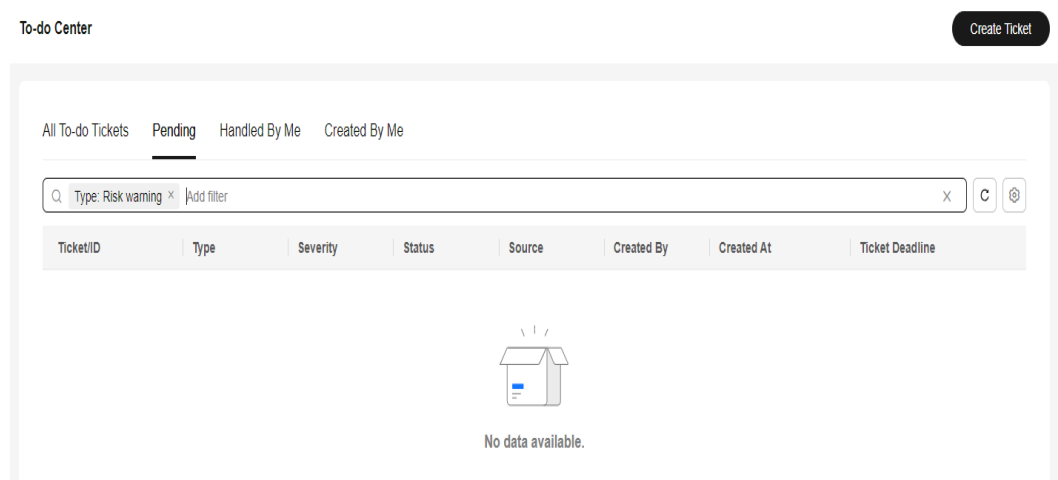 To-do Center
Create Ticket
All To-do Tickets Pending Handled By Me Created By Me
Type: Risk warning × Add filter
Ticket/ID Type Severity Status Source Created By Created At Ticket Deadline
No data available.